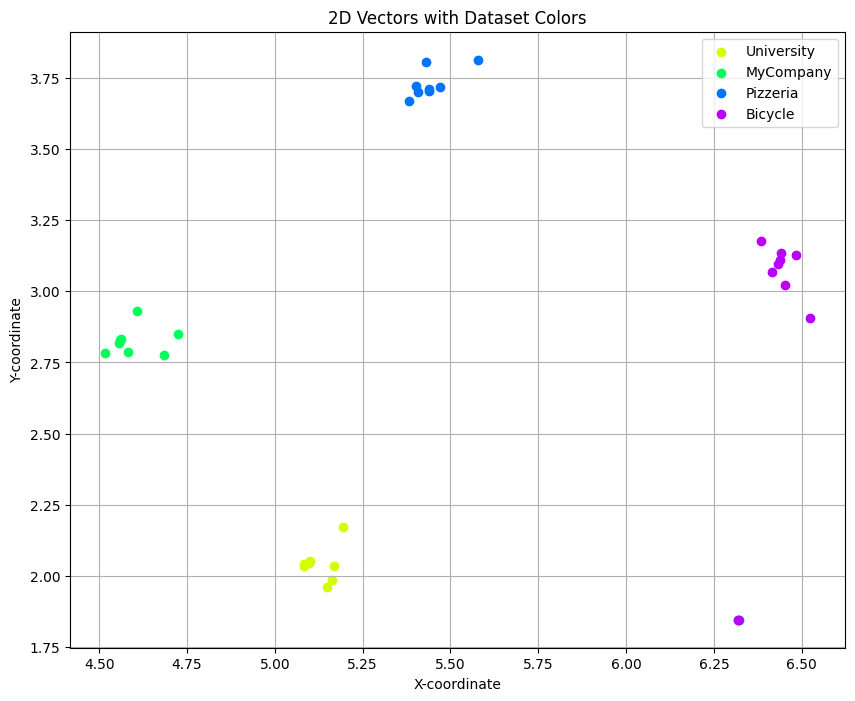 2D Vectors with Dataset Colors
University
MyCompany
Pizzeria
Bicycle
Y-coordinate
3.75
3.50
3.25
3.00
2.75
2.50
2.25
2.00
1.75
4.50 4.75 5.00 5.25 5.50 5.75 6.00 6.25 6.50
X-coordinate